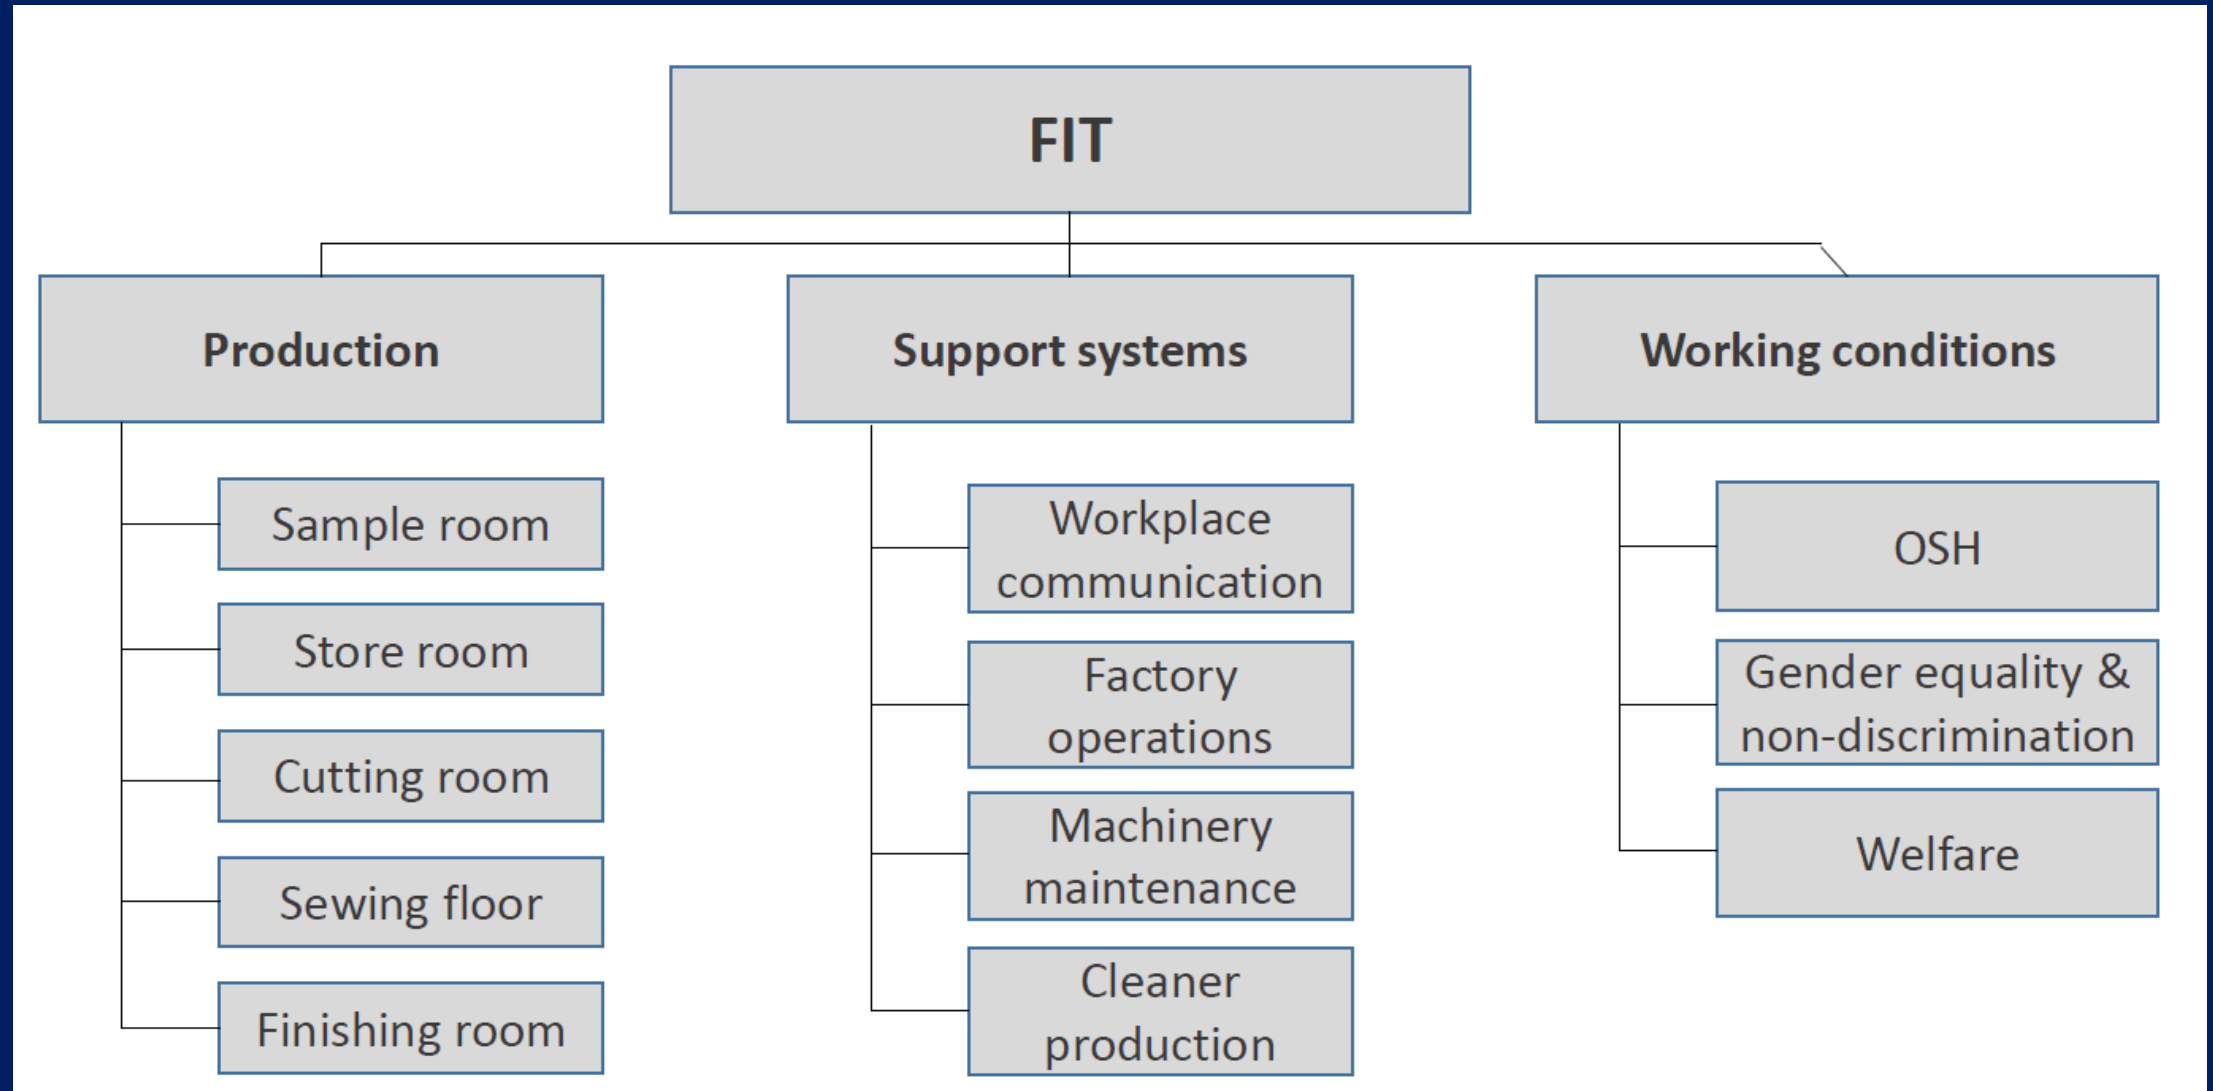 FIT
Production
Sample room
Store room
Cutting room
Sewing floor
Finishing room
Support systems
Workplace
communication
Factory
operations
Machinery
maintenance
Cleaner
production
Working conditions
OSH
Gender equality &
non-discrimination
Welfare